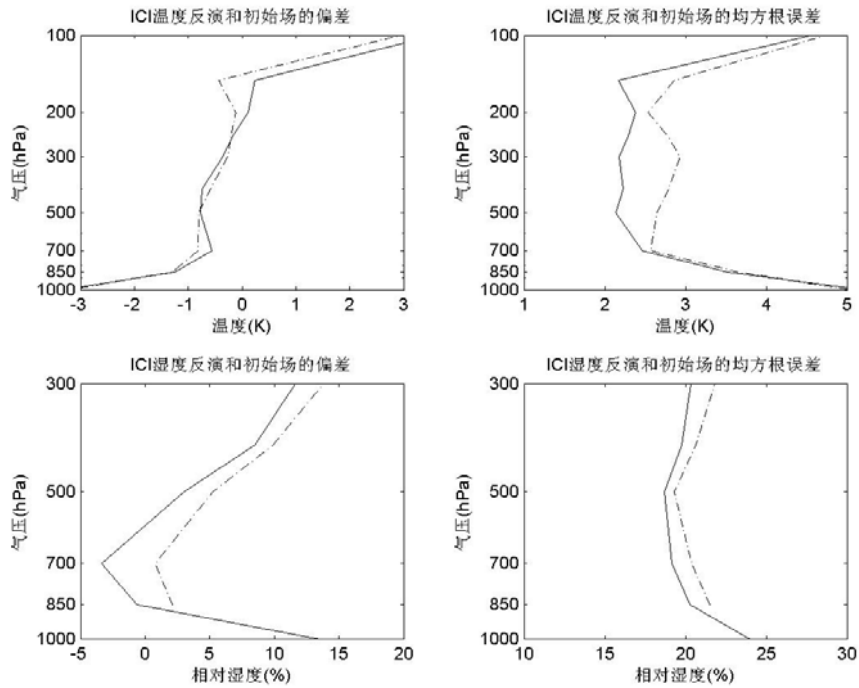 ICI温度反演和初始场的偏差
100
200
300
500
700
850
1000
气压(hPa)
-3 -2 -1 0 1 2 3
温度(K)
ICI温度反演和初始场的均方根误差
100
200
300
500
700
850
1000
气压(hPa)
1 2 3 4 5
温度(K)
ICI湿度反演和初始场的偏差
300
500
700
850
1000
气压(hPa)
-5 0 5 10 15 20
相对湿度(%)
ICI湿度反演和初始场的均方根误差
300
500
700
850
1000
气压(hPa)
10 15 20 25 30
相对湿度(%)